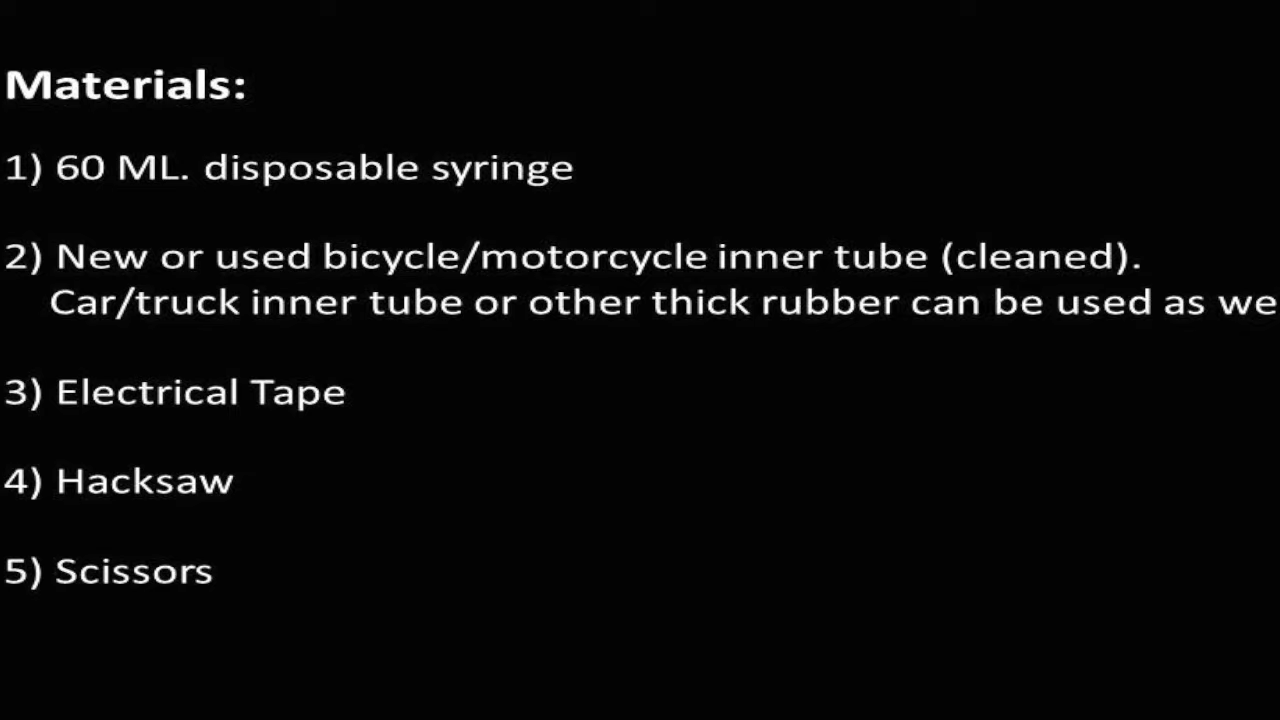 Materials:
1) 60 ML. disposable syringe
2) New or used bicycle/motorcycle inner tube (cleaned).
Car/truck inner tube or other thick rubber can be used as we
3) Electrical Tape
4) Hacksaw
5) Scissors